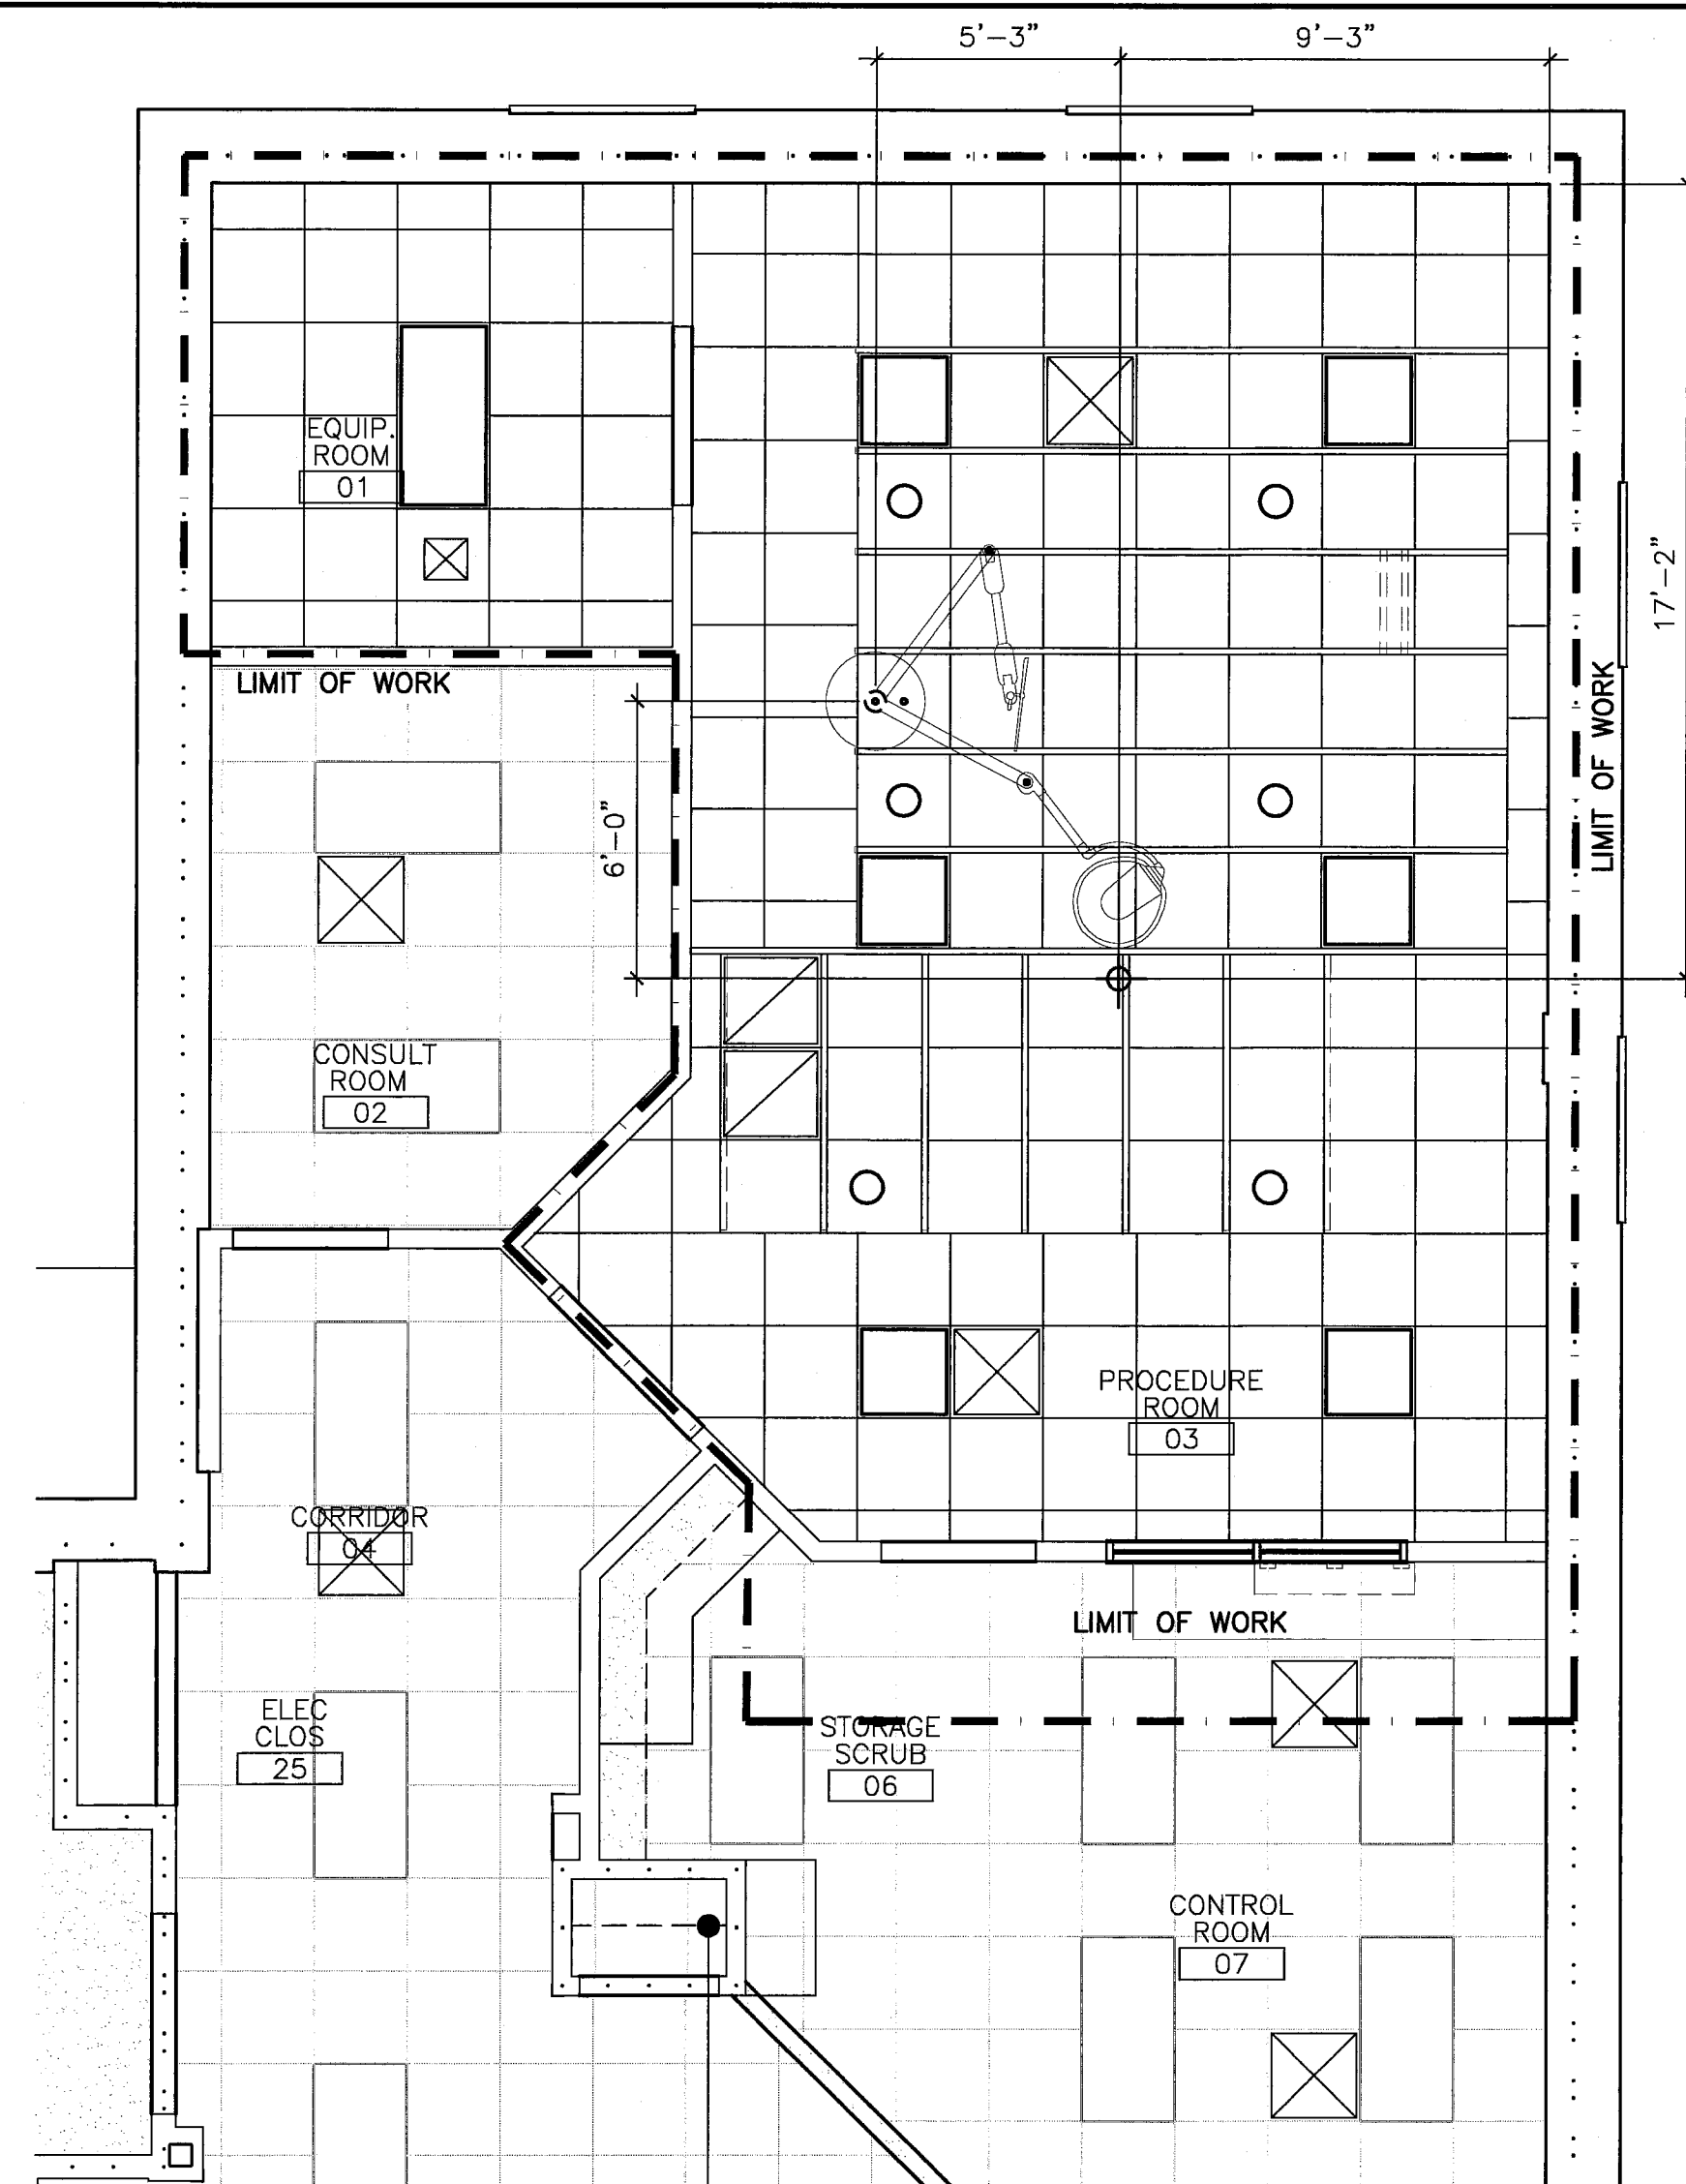 5'-3"
9'-3"
17'-2"
EQUIP.
ROOM
01
LIMIT OF WORK
LIMIT OF WORK
6'-0"
CONSULT
ROOM
02
PROCEDURE
ROOM
03
CORRIDOR
04
LIMIT OF WORK
ELEC
CLOS
25
STORAGE
SCRUB
06
CONTROL
ROOM
07